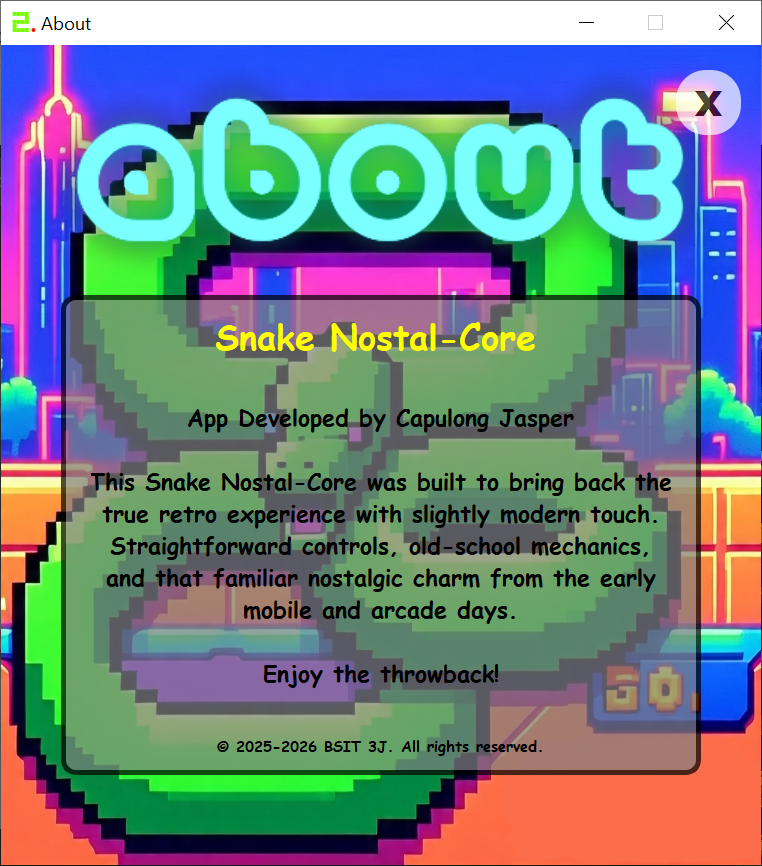 About
about
X
Snake Nostal-Core
App Developed by Capulong Jasper
This Snake Nostal-Core was built to bring back the
true retro experience with slightly modern touch.
Straightforward controls, old-school mechanics,
and that familiar nostalgic charm from the early
mobile and arcade days.
Enjoy the throwback!
© 2025-2026 BSIT 3J. All rights reserved.